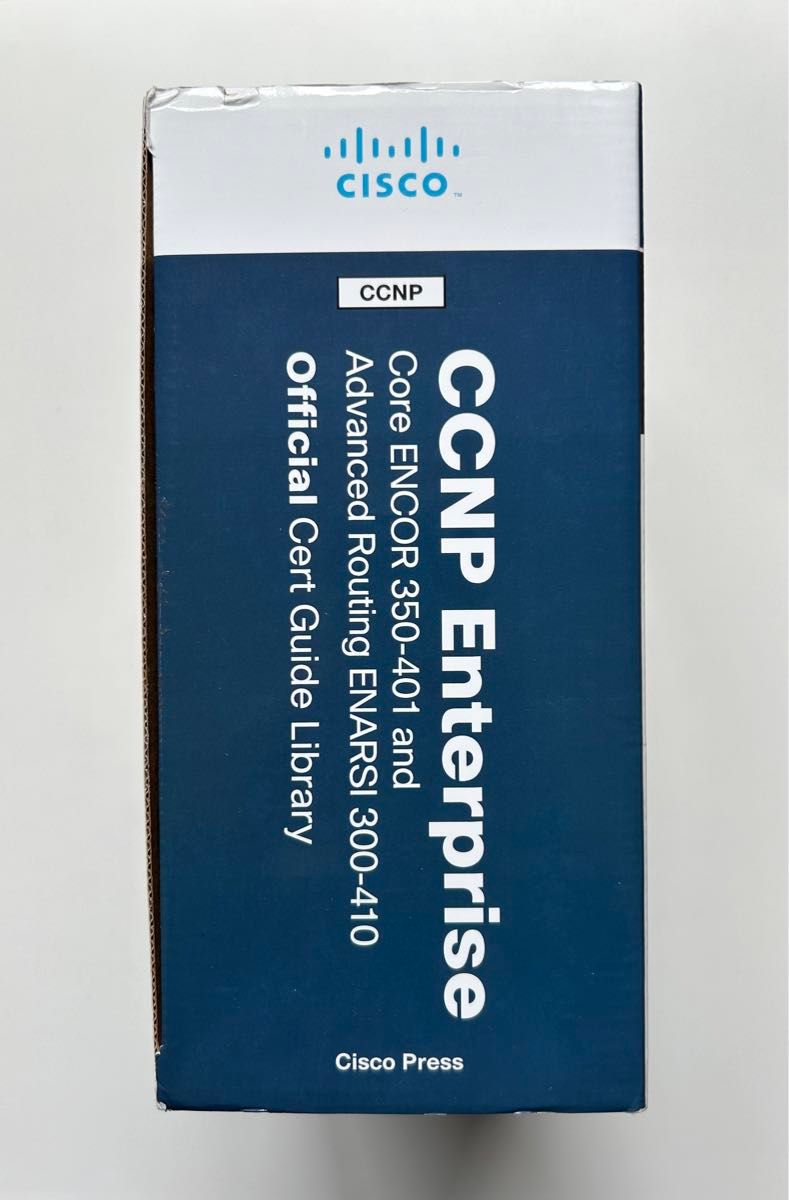 CISCO™
CCNP
CCNP Enterprise
Core ENCOR 350-401 and
Advanced Routing ENARSI 300-410
Official Cert Guide Library
Cisco Press